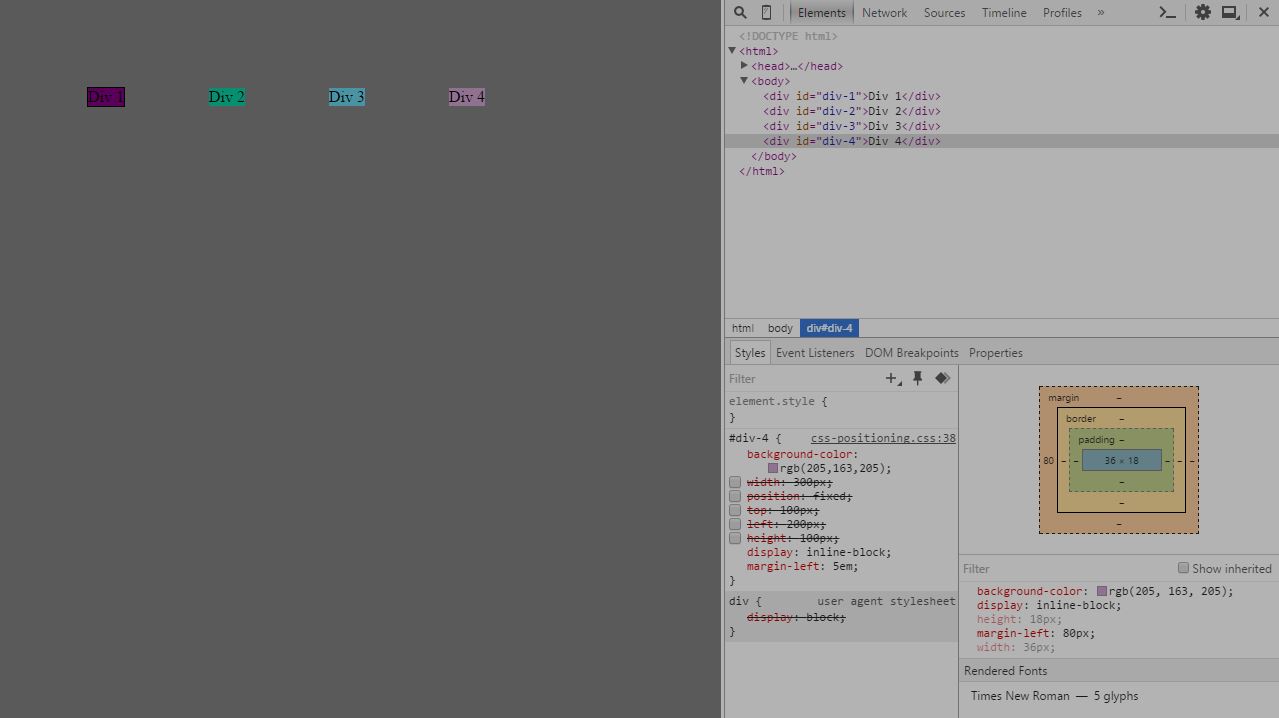 Div 1 Div 2 Div 3 Div 4
Elements Network Sources Timeline Profiles »
<!DOCTYPE html>
▼<html>
▶<head>…</head>
▼<body>
<div id="div-1">Div 1</div>
<div id="div-2">Div 2</div>
<div id="div-3">Div 3</div>
<div id="div-4">Div 4</div>
</body>
</html>
html body div#div-4
Styles Event Listeners DOM Breakpoints Properties
Filter
element.style {
}
#div-4 { css-positioning.css:38
background-color:
rgb(205,163,205);
width: 300px;
position: fixed;
top: 100px;
left: 200px;
height: 100px;
display: inline-block;
margin-left: 5em;
}
div { user agent stylesheet
display: block;
}
margin –
border –
padding –
80 – – 36 × 18 – – –
–
–
–
Filter Show inherited
background-color: rgb(205, 163, 205);
display: inline-block;
height: 18px;
margin-left: 80px;
width: 36px;
Rendered Fonts
Times New Roman — 5 glyphs